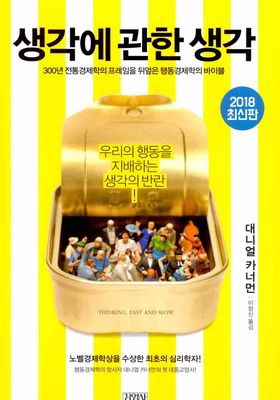 생각에 관한 생각
300년 전통경제학의 프레임을 뒤엎은 행동경제학의 바이블
2018
최신판
우리의 행동을
지배하는
생각의 반란
!
대니얼 카너먼
이창신 옮김
THINKING, FAST AND SLOW
노벨경제학상을 수상한 최초의 심리학자!
행동경제학의 창시자 대니얼 카너먼의 첫 대중교양서!
김영사